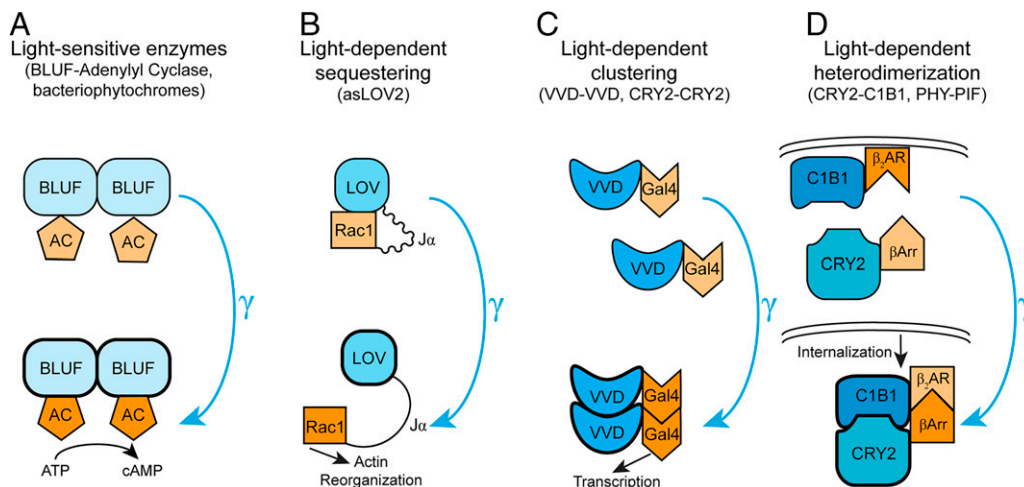 A
Light-sensitive enzymes
(BLUF-Adenylyl Cyclase,
bacteriophytochromes)
BLUF
BLUF
AC
AC
γ
BLUF
BLUF
AC
AC
ATP
cAMP
B
Light-dependent
sequestering
(asLOV2)
LOV
Rac1
Jα
γ
LOV
Rac1
Jα
Actin
Reorganization
C
Light-dependent
clustering
(VVD-VVD, CRY2-CRY2)
VVD
Gal4
VVD
Gal4
γ
VVD
Gal4
VVD
Gal4
Transcription
D
Light-dependent
heterodimerization
(CRY2-C1B1, PHY-PIF)
C1B1
β₂AR
CRY2
βArr
γ
Internalization
C1B1
β₂AR
CRY2
βArr